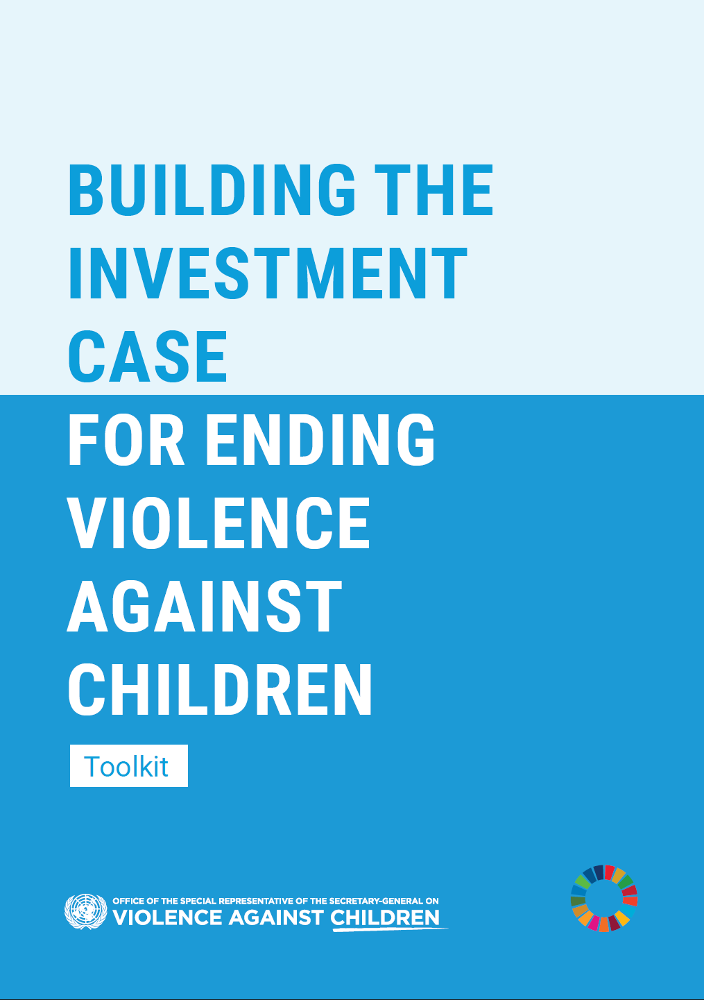 BUILDING THE
INVESTMENT
CASE
FOR ENDING
VIOLENCE
AGAINST
CHILDREN
Toolkit
OFFICE OF THE SPECIAL REPRESENTATIVE OF THE SECRETARY-GENERAL ON
VIOLENCE AGAINST CHILDREN